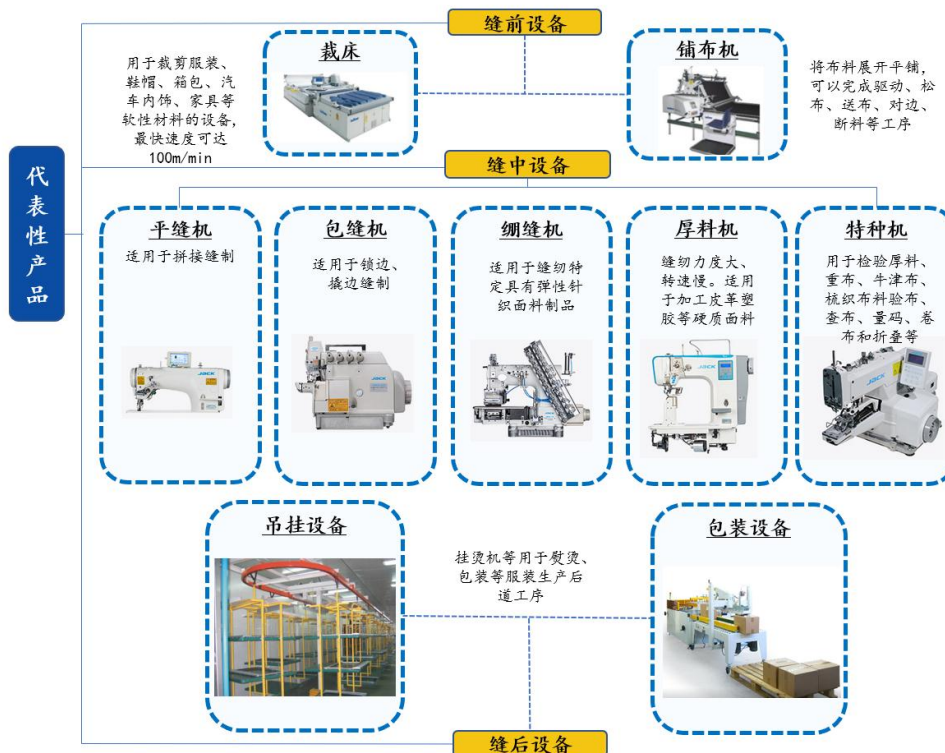 缝前设备
裁床
用于裁剪服装、
鞋帽、箱包、汽
车内饰、家具等
软性材料的设备,
最快速度可达
100m/min
铺布机
将布料展开平铺,
可以完成驱动、松
布、送布、对边、
断料等工序
代表性产品
缝中设备
平缝机
适用于拼接缝制
JACK
包缝机
适用于锁边、
撬边缝制
JACK
绷缝机
适用于缝纫特
定具有弹性针
织面料制品
JACK
厚料机
缝纫力度大、
转速慢。适用
于加工皮革塑
胶等硬质面料
JACK
特种机
用于检验厚料、
重布、牛津布、
梳织布料验布、
查布、量码、卷
布和折叠等
JACK
吊挂设备
挂烫机等用于熨烫、
包装等服装生产后
道工序
包装设备
缝后设备